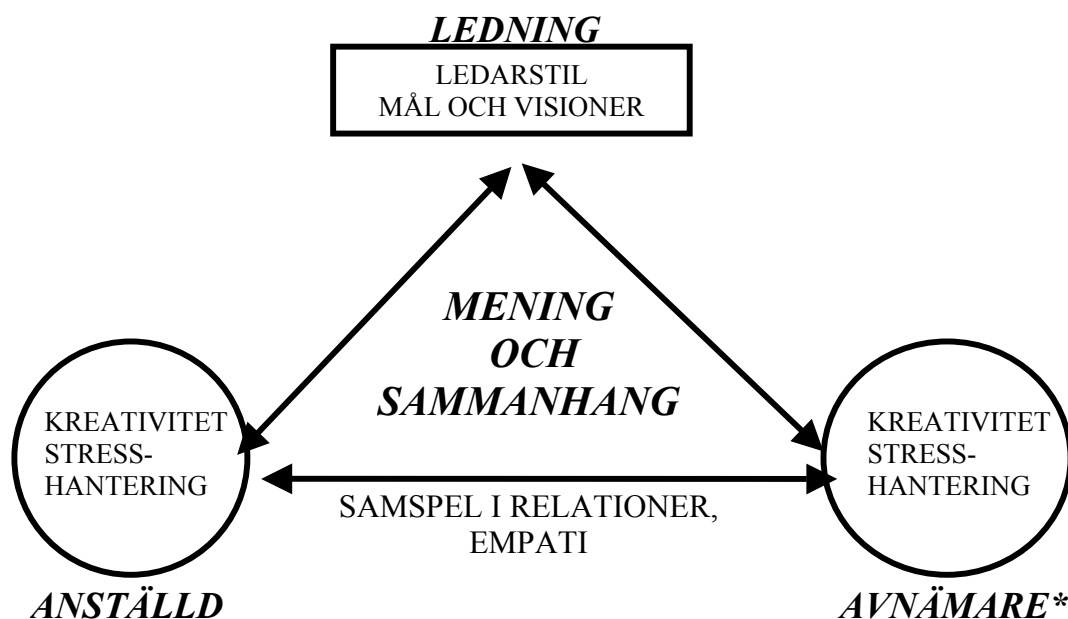 LEDNING
LEDARSTIL
MÅL OCH VISIONER
MENING
OCH
SAMMANHANG
KREATIVITET
STRESS-
HANTERING
KREATIVITET
STRESS-
HANTERING
SAMSPEL I RELATIONER,
EMPATI
ANSTÄLLD
AVNÄMARE*